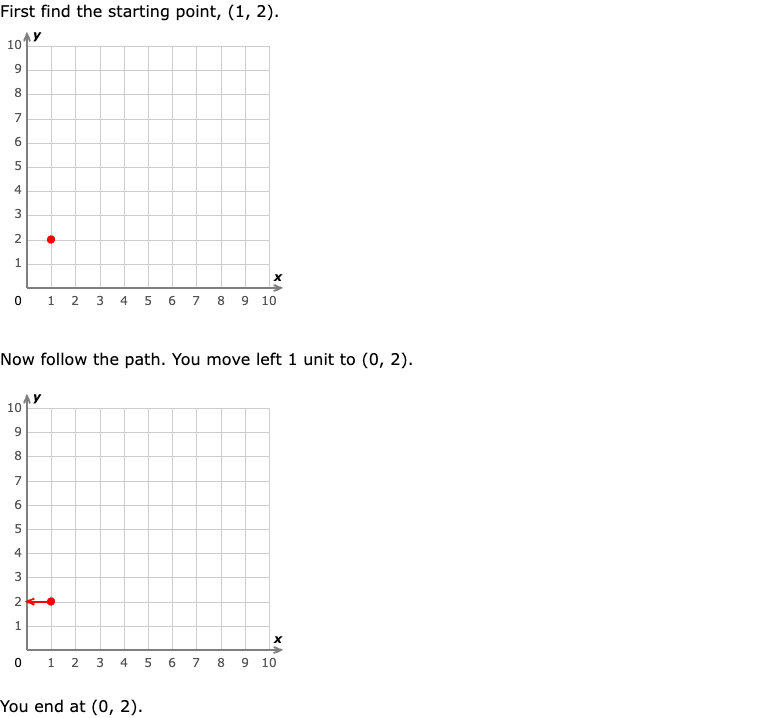 First find the starting point, (1, 2).
y
10
9
8
7
6
5
4
3
2
1
x
0 1 2 3 4 5 6 7 8 9 10
Now follow the path. You move left 1 unit to (0, 2).
y
10
9
8
7
6
5
4
3
2
1
x
0 1 2 3 4 5 6 7 8 9 10
You end at (0, 2).